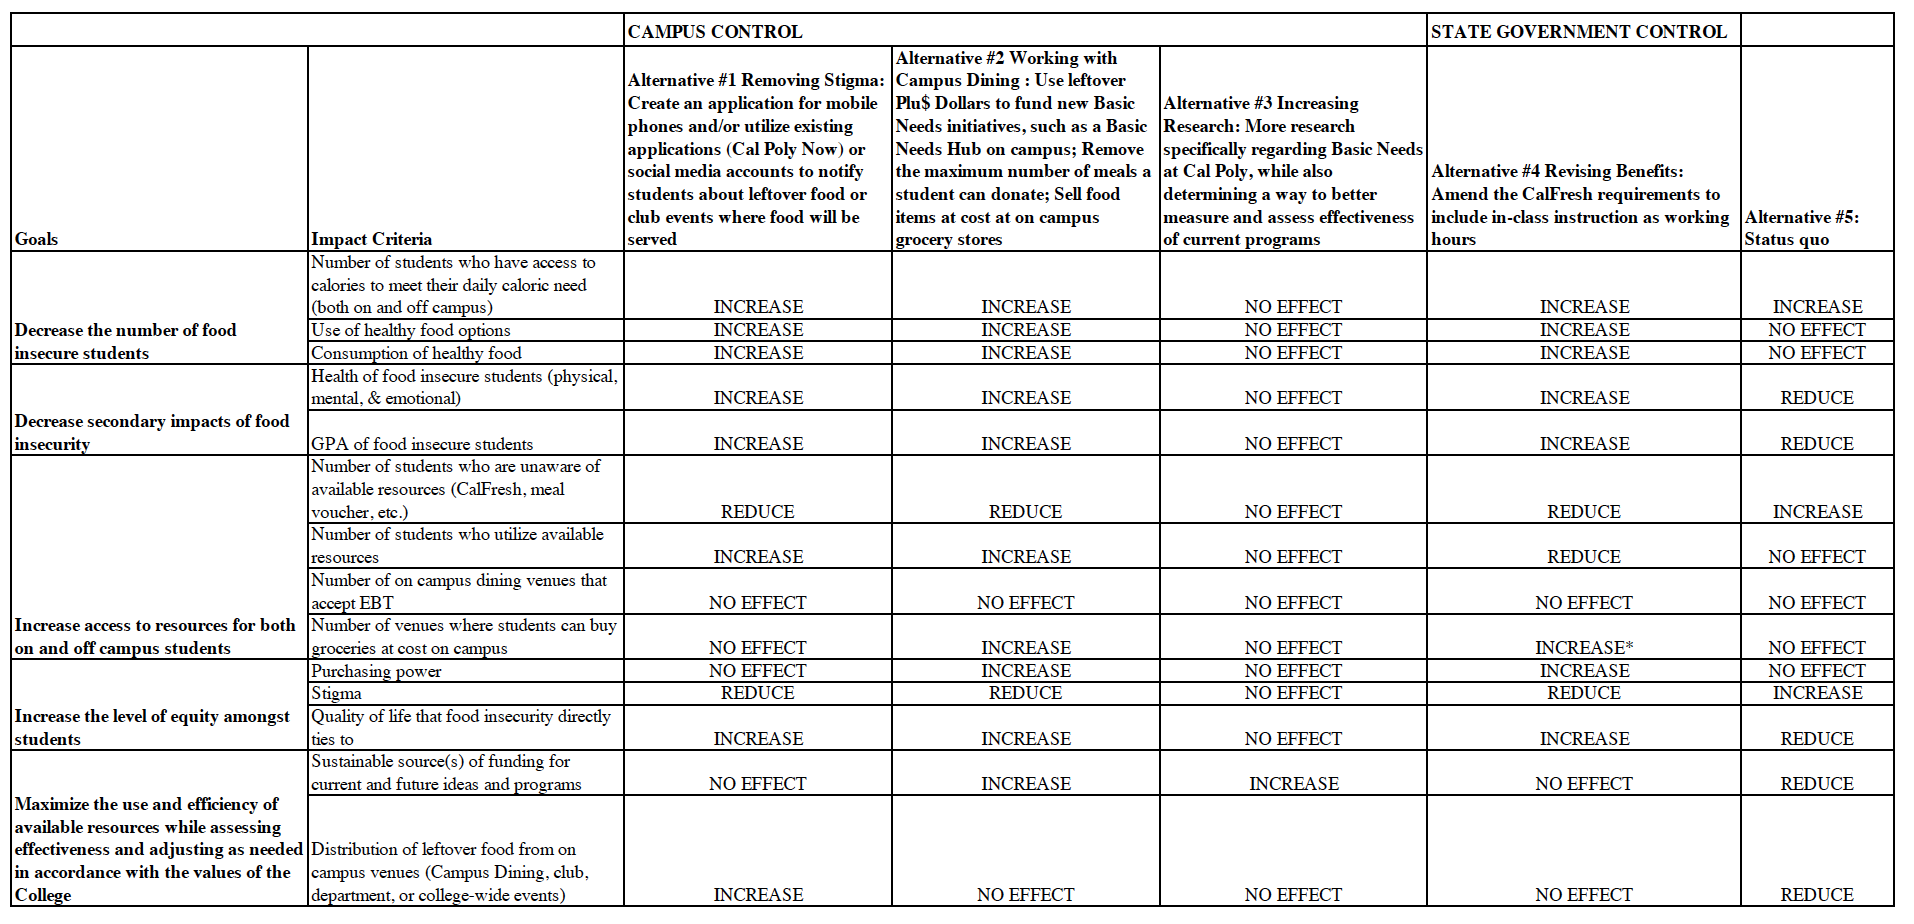 CAMPUS CONTROL
STATE GOVERNMENT CONTROL
Goals
Impact Criteria
Alternative #1 Removing Stigma:
Create an application for mobile
phones and/or utilize existing
applications (Cal Poly Now) or
social media accounts to notify
students about leftover food or
club events where food will be
served
Alternative #2 Working with
Campus Dining : Use leftover
Plu$ Dollars to fund new Basic
Needs initiatives, such as a Basic
Needs Hub on campus; Remove
the maximum number of meals a
student can donate; Sell food
items at cost at on campus
grocery stores
Alternative #3 Increasing
Research: More research
specifically regarding Basic Needs
at Cal Poly, while also
determining a way to better
measure and assess effectiveness
of current programs
Alternative #4 Revising Benefits:
Amend the CalFresh requirements to
include in-class instruction as working
hours
Alternative #5:
Status quo
Decrease the number of food
insecure students
Number of students who have access to
calories to meet their daily caloric need
(both on and off campus)
INCREASE
INCREASE
NO EFFECT
INCREASE
INCREASE
Use of healthy food options
INCREASE
INCREASE
NO EFFECT
INCREASE
NO EFFECT
Consumption of healthy food
INCREASE
INCREASE
NO EFFECT
INCREASE
NO EFFECT
Decrease secondary impacts of food
insecurity
Health of food insecure students (physical,
mental, & emotional)
INCREASE
INCREASE
NO EFFECT
INCREASE
REDUCE
GPA of food insecure students
INCREASE
INCREASE
NO EFFECT
INCREASE
REDUCE
Increase access to resources for both
on and off campus students
Number of students who are unaware of
available resources (CalFresh, meal
voucher, etc.)
REDUCE
REDUCE
NO EFFECT
REDUCE
INCREASE
Number of students who utilize available
resources
INCREASE
INCREASE
NO EFFECT
REDUCE
NO EFFECT
Number of on campus dining venues that
accept EBT
NO EFFECT
NO EFFECT
NO EFFECT
NO EFFECT
NO EFFECT
Number of venues where students can buy
groceries at cost on campus
NO EFFECT
INCREASE
NO EFFECT
INCREASE*
NO EFFECT
Increase the level of equity amongst
students
Purchasing power
NO EFFECT
INCREASE
NO EFFECT
INCREASE
NO EFFECT
Stigma
REDUCE
REDUCE
NO EFFECT
REDUCE
INCREASE
Quality of life that food insecurity directly
ties to
INCREASE
INCREASE
NO EFFECT
INCREASE
REDUCE
Maximize the use and efficiency of
available resources while assessing
effectiveness and adjusting as needed
in accordance with the values of the
College
Sustainable source(s) of funding for
current and future ideas and programs
NO EFFECT
INCREASE
INCREASE
NO EFFECT
REDUCE
Distribution of leftover food from on
campus venues (Campus Dining, club,
department, or college-wide events)
INCREASE
NO EFFECT
NO EFFECT
NO EFFECT
REDUCE